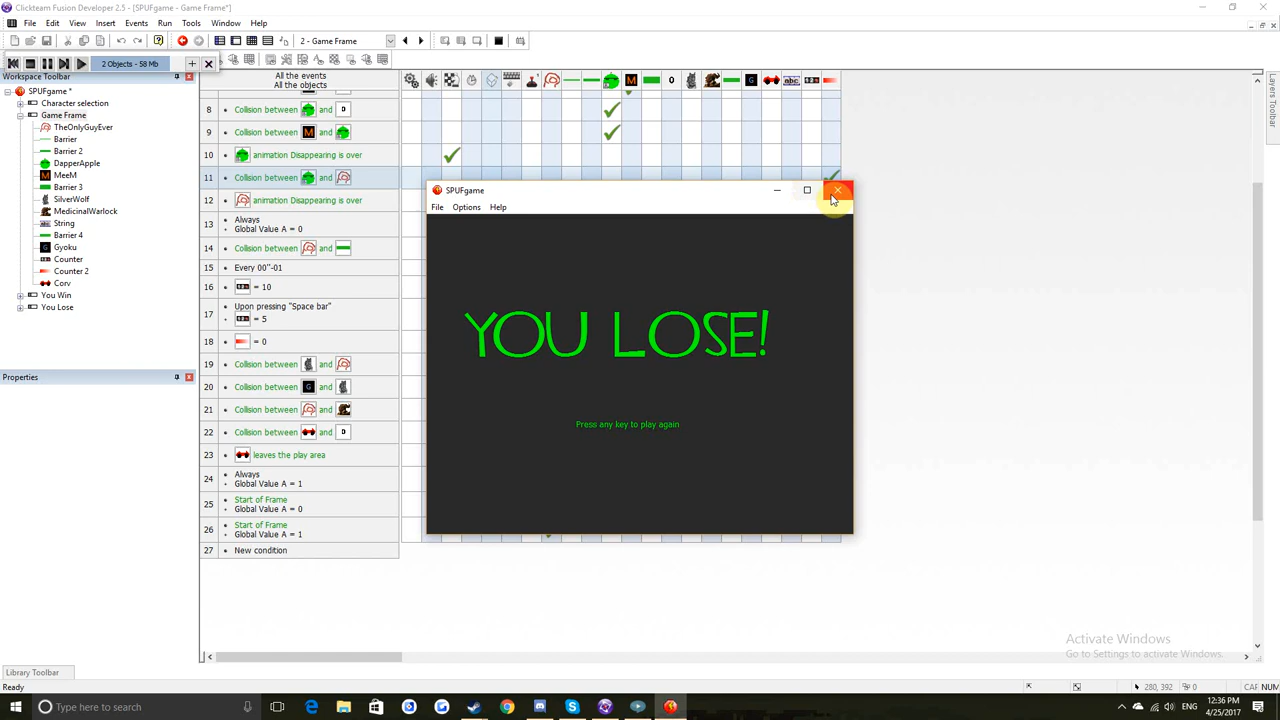 Clickteam Fusion Developer 2.5 - SPUFgame - [SPUFgame - Game Frame*]
File Edit View Insert Events Run Tools Window Help
2 - Game Frame
2 Objects - 58 Mb
Workspace Toolbar
SPUFgame *
Character selection
Game Frame
TheOnlyGuyEver
Barrier
Barrier 2
DapperApple
MeeM
Barrier 3
SilverWolf
MedicinalWarlock
String
Barrier 4
Gyoku
Counter
Counter 2
Corv
You Win
You Lose
Properties
Library Toolbar
Ready
All the events
All the objects
8 Collision between and D
9 Collision between M and
10 animation Disappearing is over
11 Collision between and
12 animation Disappearing is over
13 Always
Global Value A = 0
14 Collision between and
15 Every 00"-01
16 = 10
17 Upon pressing "Space bar"
= 5
18 = 0
19 Collision between and
20 Collision between G and
21 Collision between and
22 Collision between and D
23 leaves the play area
24 Always
Global Value A = 1
25 Start of Frame
Global Value A = 0
26 Start of Frame
Global Value A = 1
27 New condition
SPUFgame
File Options Help
YOU LOSE!
Press any key to play again
Layers Toolbar
Activate Windows
Go to Settings to activate Windows.
280, 392 0 CAP NUM
Type here to search
12:36 PM
4/25/2017